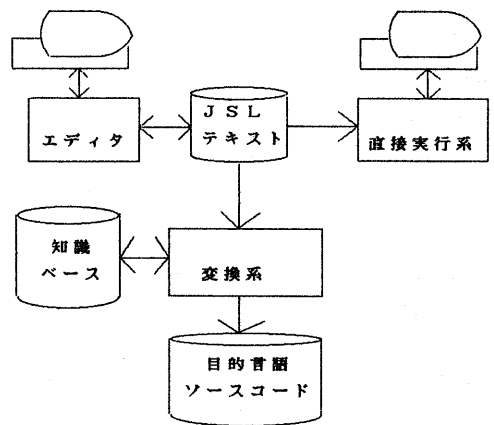 エディタ
ＪＳＬ
テキスト
直接実行系
知識
ベース
変換系
目的言語
ソースコード